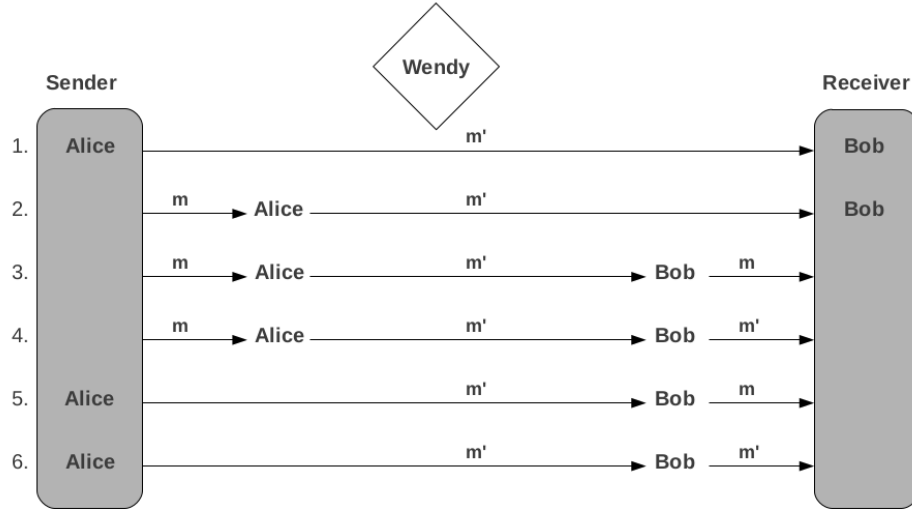 Wendy
Sender Receiver
1. Alice m' Bob
2. m Alice m' Bob
3. m Alice m' Bob m
4. m Alice m' Bob m'
5. Alice m' Bob m
6. Alice m' Bob m'